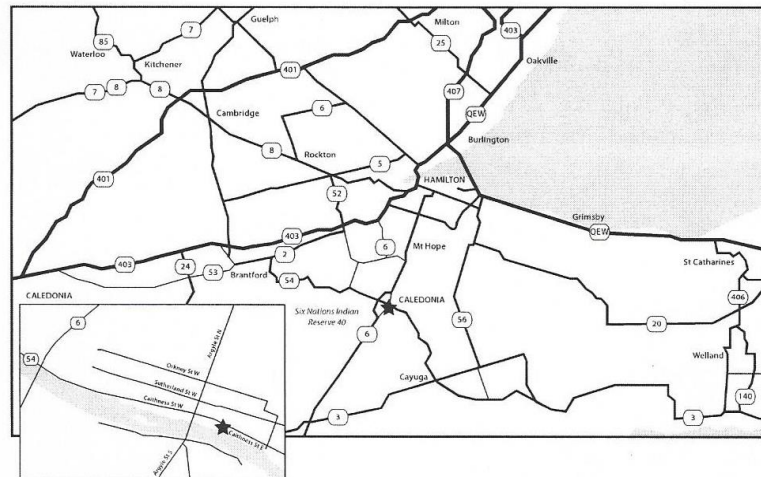 Guelph
Milton
403
7
85
25
Waterloo
Kitchener
Oakville
401
7
8
8
407
6
QEW
Cambridge
Burlington
Rockton
8
5
401
HAMILTON
52
Grimsby
403
QEW
2
6
Mt Hope
403
24
53
Brantford
54
St Catharines
CALEDONIA
Six Nations Indian
Reserve 40
CALEDONIA
406
56
20
6
6
Welland
54
Argyle St N
Orkney St W
Sutherland St W
Caithness St W
Cayuga
140
Caithness St E
3
3
Argyle St S